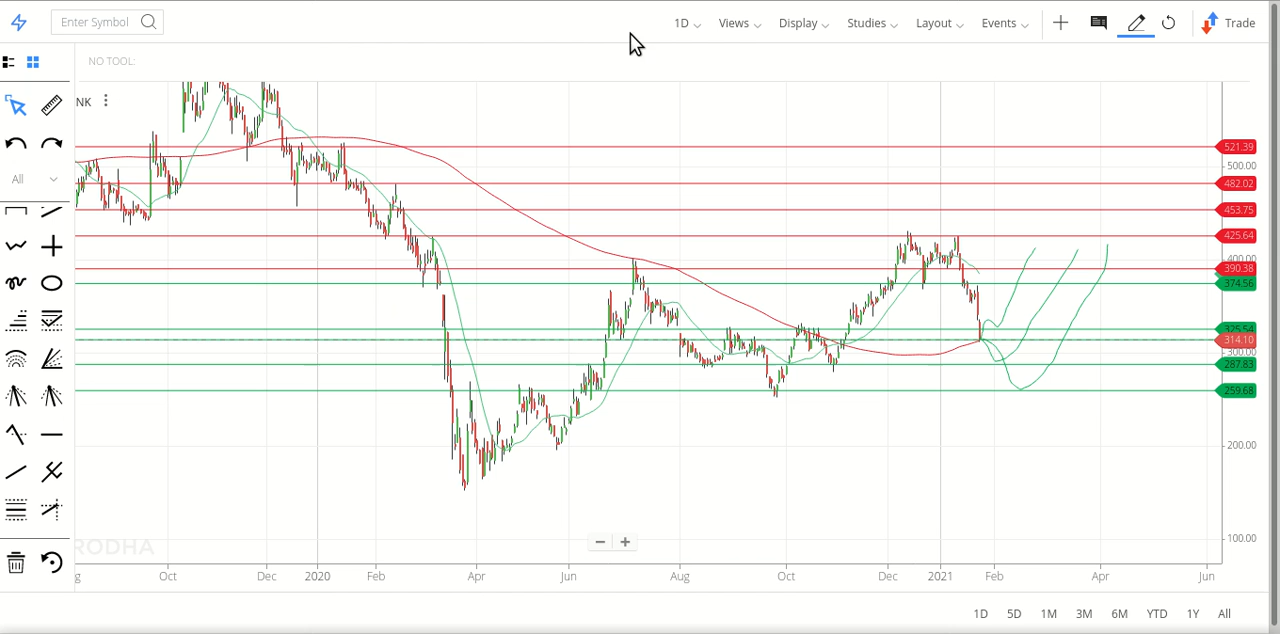 Enter Symbol
1D Views Display Studies Layout Events Trade
NO TOOL:
NK
All
521.39
500.00
482.02
453.75
425.64
400.00
390.38
374.56
325.54
314.10
300.00
287.83
259.68
200.00
100.00
RODHA
g Oct Dec 2020 Feb Apr Jun Aug Oct Dec 2021 Feb Apr Jun
1D 5D 1M 3M 6M YTD 1Y All